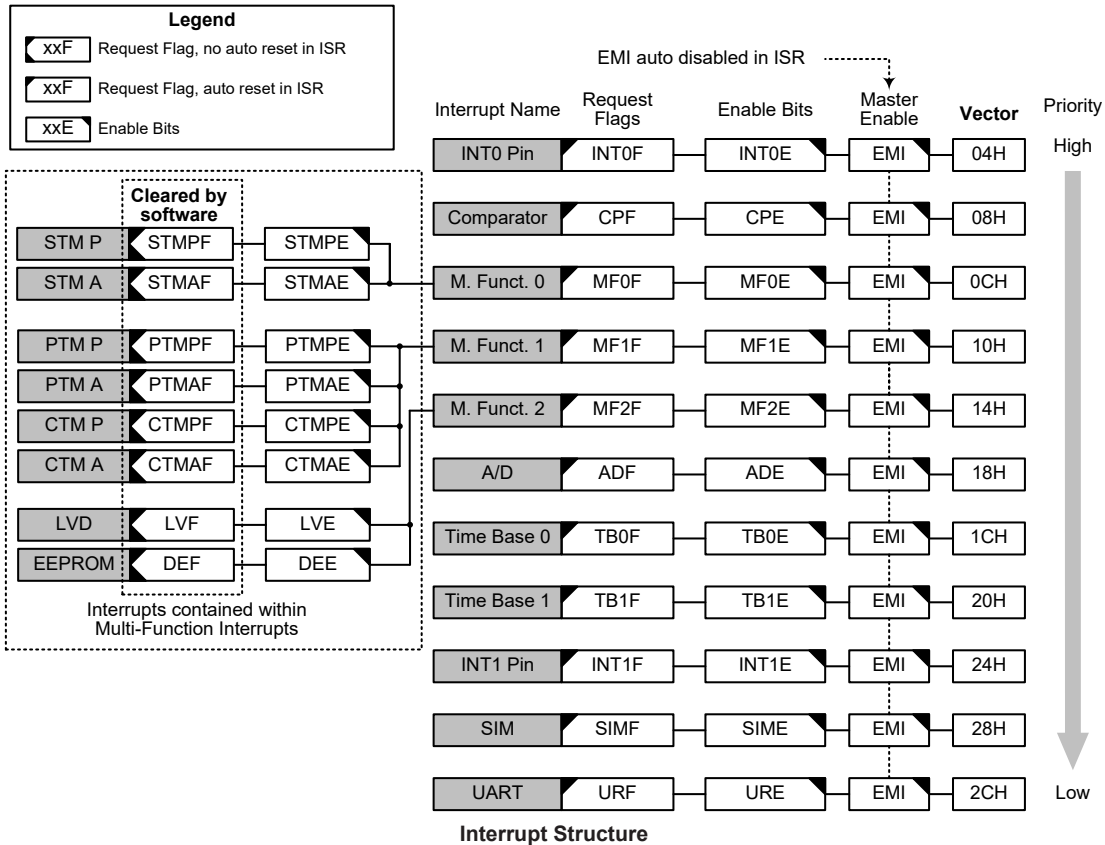 Legend
xxF Request Flag, no auto reset in ISR
xxF Request Flag, auto reset in ISR
xxE Enable Bits
EMI auto disabled in ISR
Interrupt Name Request Flags Enable Bits Master Enable Vector Priority
INT0 Pin INT0F INT0E EMI 04H High
Comparator CPF CPE EMI 08H
M. Funct. 0 MF0F MF0E EMI 0CH
M. Funct. 1 MF1F MF1E EMI 10H
M. Funct. 2 MF2F MF2E EMI 14H
A/D ADF ADE EMI 18H
Time Base 0 TB0F TB0E EMI 1CH
Time Base 1 TB1F TB1E EMI 20H
INT1 Pin INT1F INT1E EMI 24H
SIM SIMF SIME EMI 28H
UART URF URE EMI 2CH Low
Cleared by
software
STM P STMPF STMPE
STM A STMAF STMAE
PTM P PTMPF PTMPE
PTM A PTMAF PTMAE
CTM P CTMPF CTMPE
CTM A CTMAF CTMAE
LVD LVF LVE
EEPROM DEF DEE
Interrupts contained within
Multi-Function Interrupts
Interrupt Structure